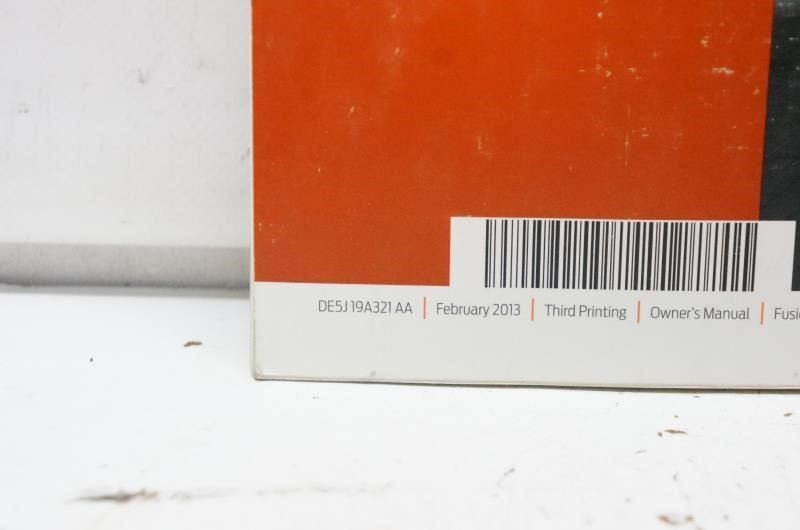 DE5J 19A321 AA | February 2013 | Third Printing | Owner's Manual |